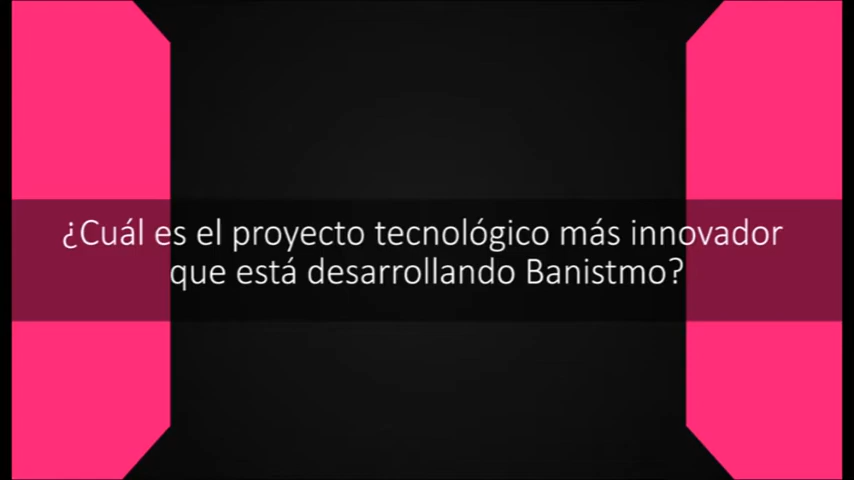 ¿Cuál es el proyecto tecnológico más innovador
que está desarrollando Banistmo?